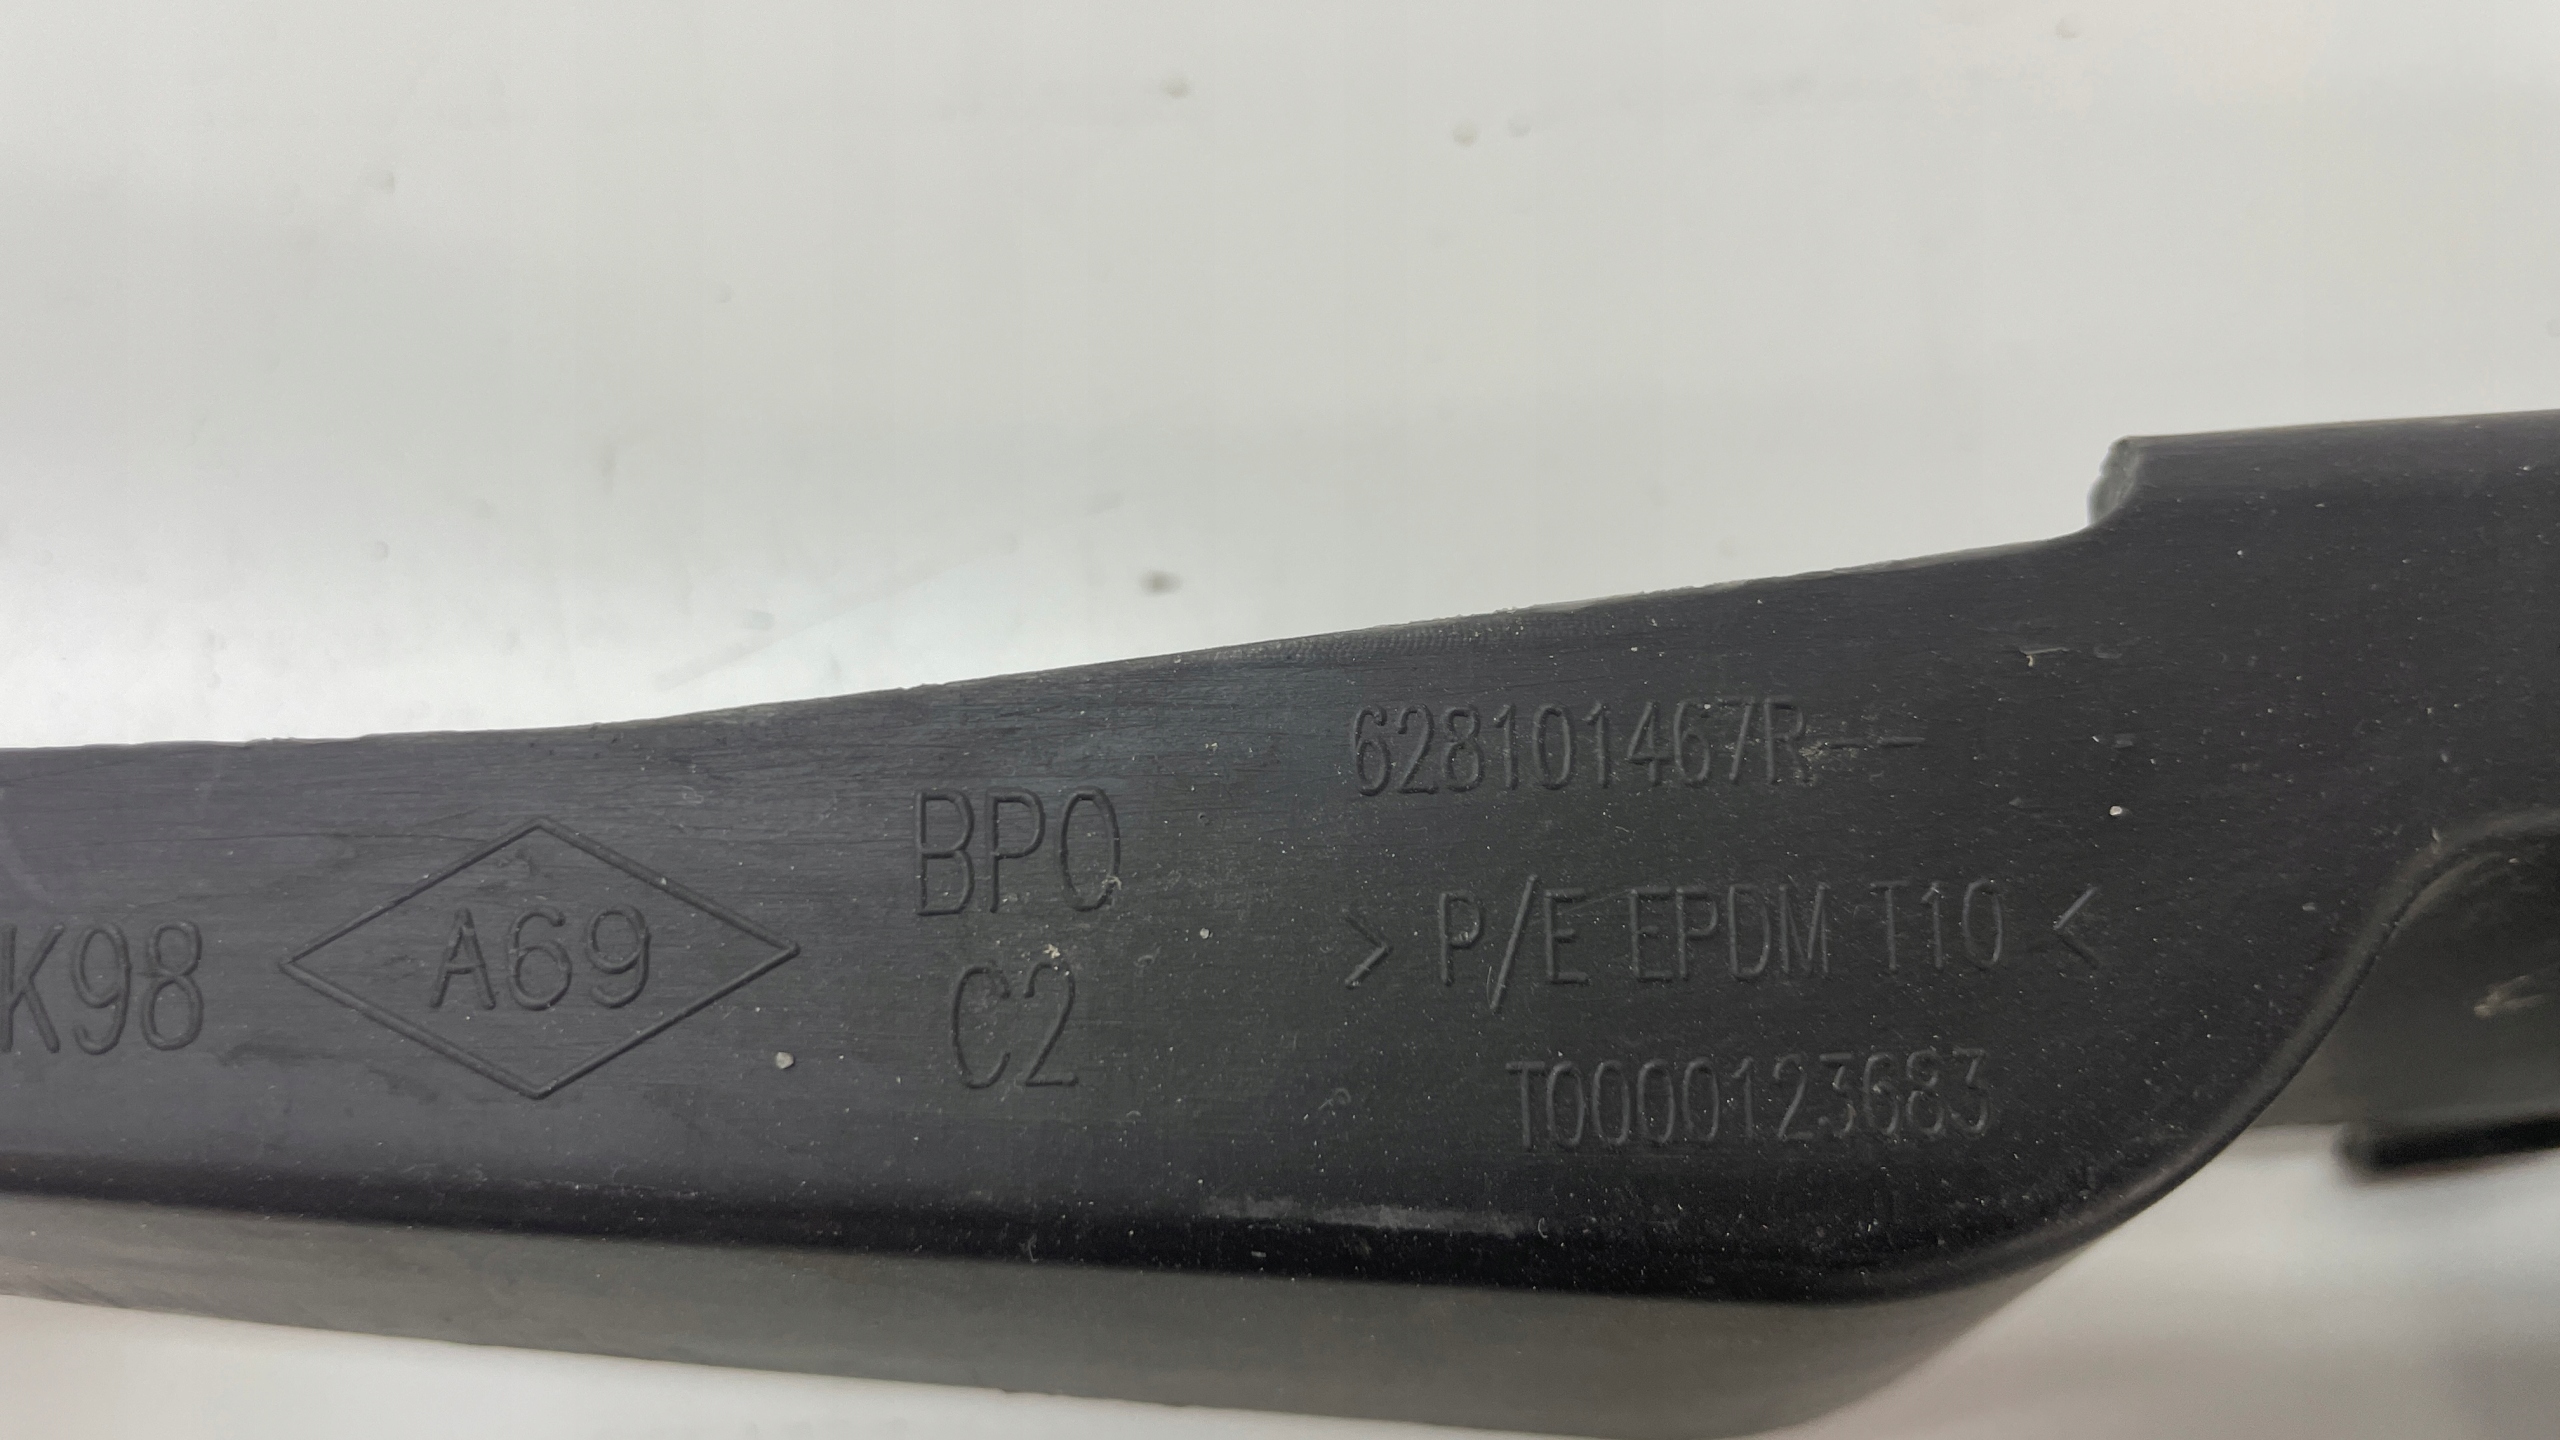 K98
A69
BPO
C2
628101467R--
> P/E EPDM T10 <
T0000123683